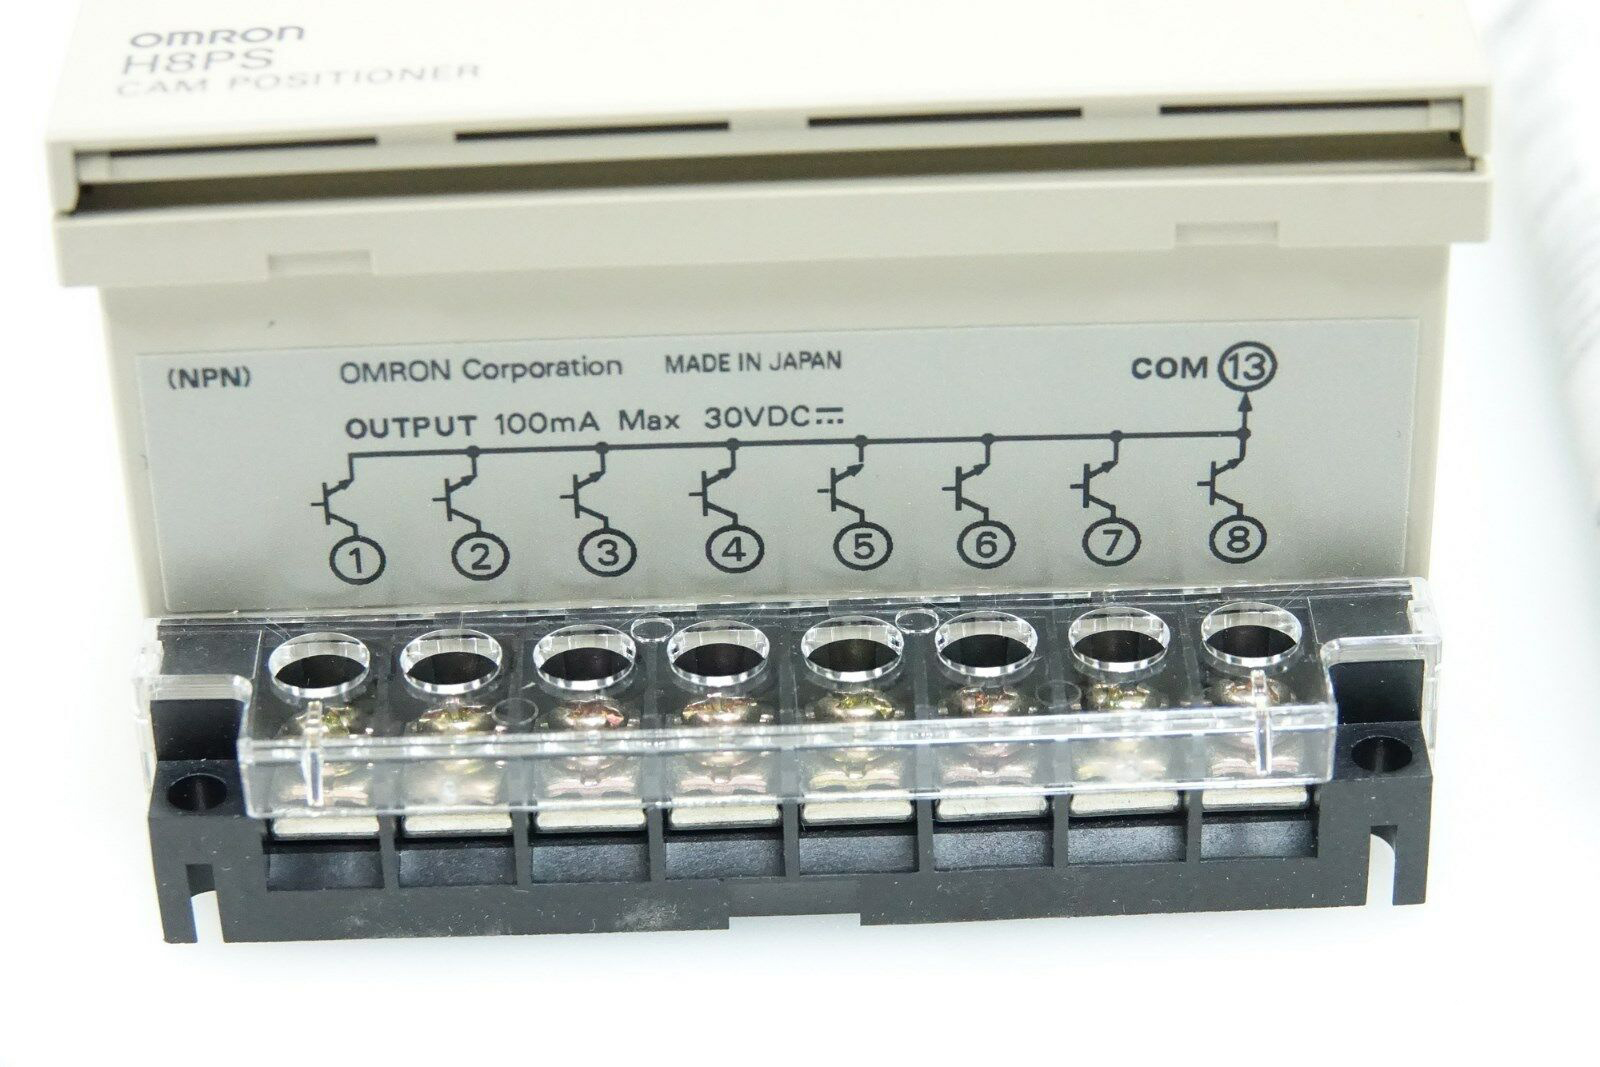 OMRON
H8PS
CAM POSITIONER
(NPN) OMRON Corporation MADE IN JAPAN COM 13
OUTPUT 100mA Max 30VDC⎓
1 2 3 4 5 6 7 8